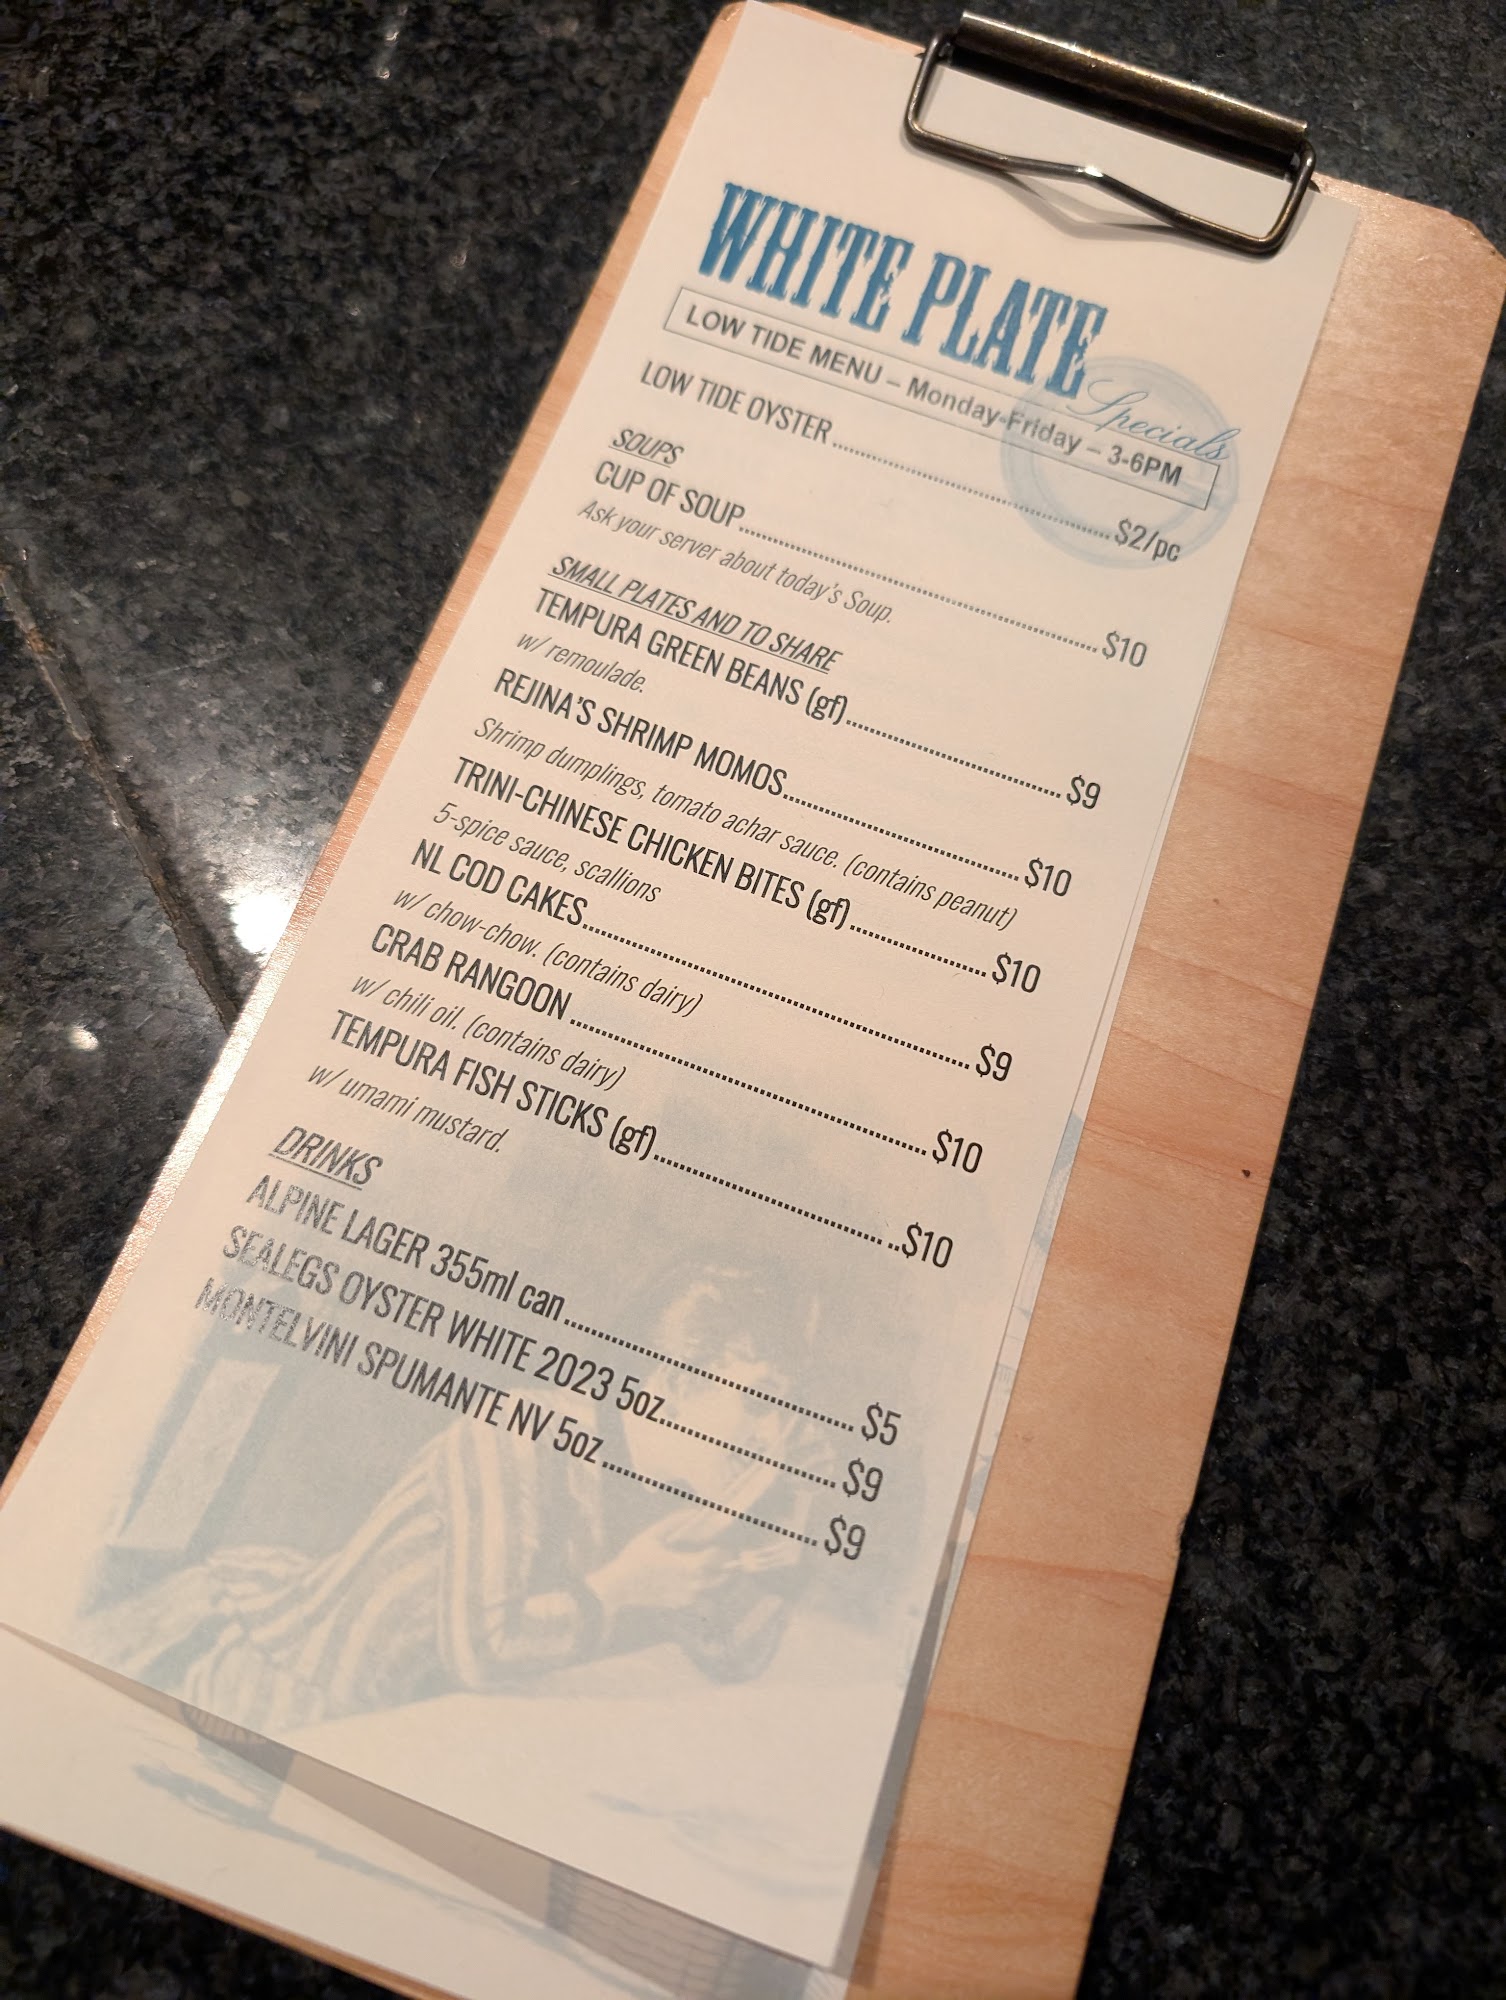 WHITE PLATE
Specials
LOW TIDE MENU – Monday-Friday – 3-6PM
LOW TIDE OYSTER.......................................$2/pc
SOUPS
CUP OF SOUP..................................................$10
Ask your server about today's Soup.
SMALL PLATES AND TO SHARE
TEMPURA GREEN BEANS (gf)..............................$9
w/ remoulade.
REJINA'S SHRIMP MOMOS.................................$10
Shrimp dumplings, tomato achar sauce. (contains peanut)
TRINI-CHINESE CHICKEN BITES (gf)...................$10
5-spice sauce, scallions
NL COD CAKES......................................................$9
w/ chow-chow. (contains dairy)
CRAB RANGOON..................................................$10
w/ chili oil. (contains dairy)
TEMPURA FISH STICKS (gf)................................$10
w/ umami mustard.
DRINKS
ALPINE LAGER 355ml can........................................$5
SEALEGS OYSTER WHITE 2023 5oz.......................$9
MONTELVINI SPUMANTE NV 5oz..............................$9